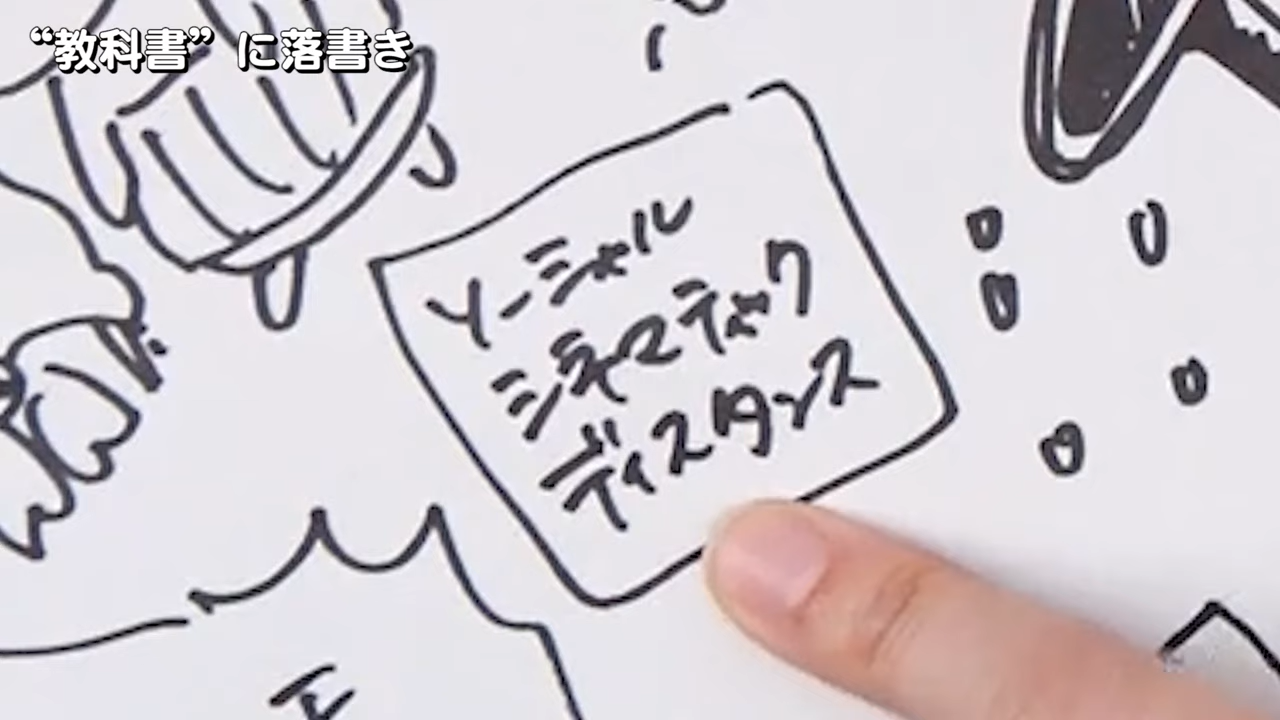 “教科書”に落書き
ソーシャル
シネマティック
ディスタンス